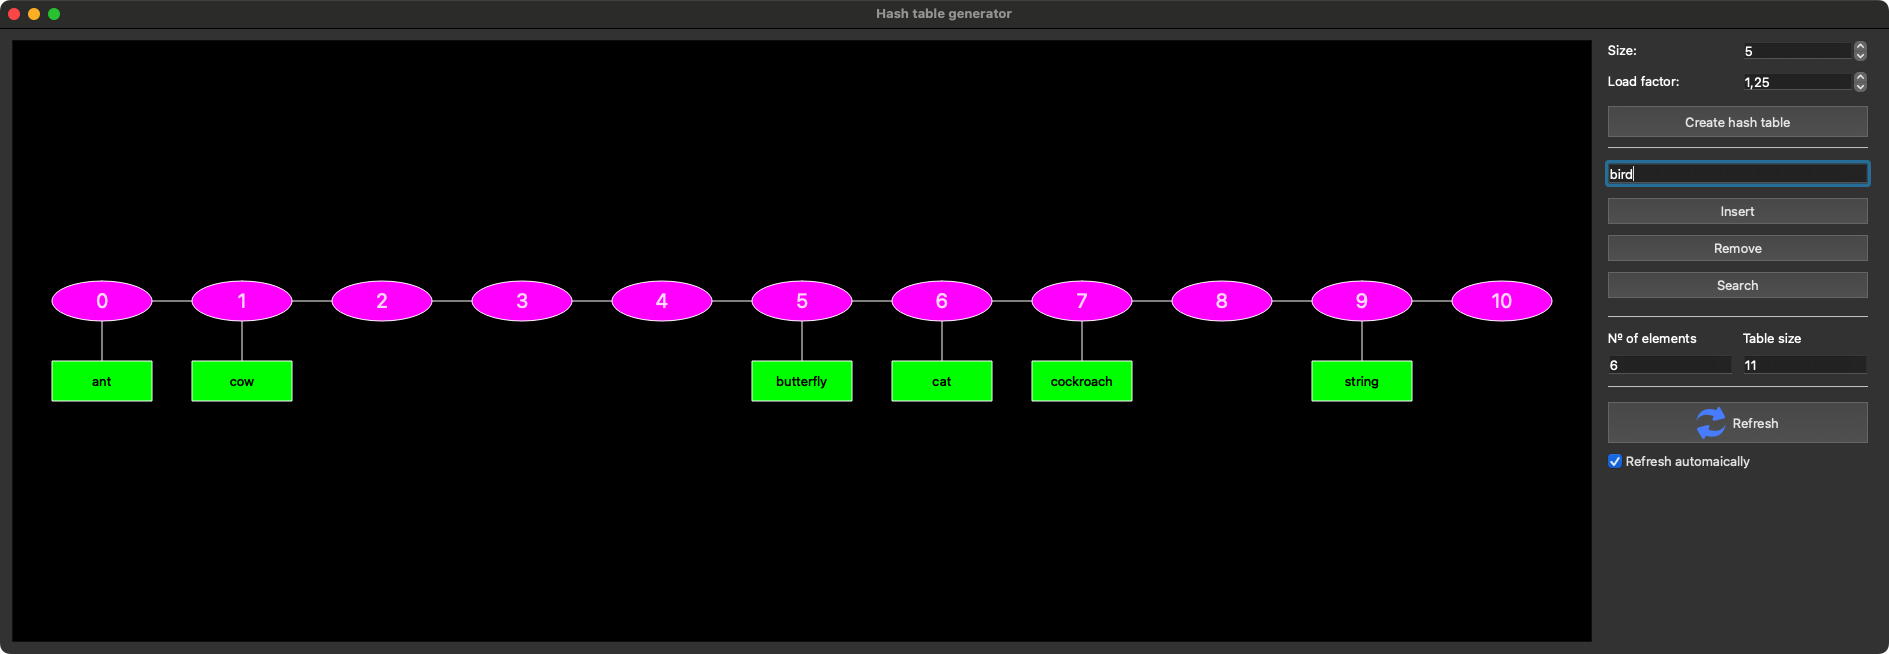 Hash table generator
Size: 5
Load factor: 1,25
Create hash table
bird
Insert
Remove
Search
Nº of elements Table size
6 11
Refresh
Refresh automaically
0 1 2 3 4 5 6 7 8 9 10
ant cow butterfly cat cockroach string